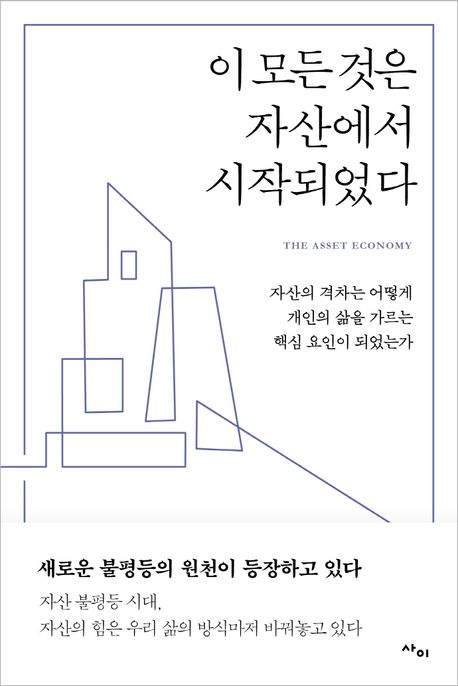 이 모든 것은
자산에서
시작되었다
THE ASSET ECONOMY
자산의 격차는 어떻게
개인의 삶을 가르는
핵심 요인이 되었는가
새로운 불평등의 원천이 등장하고 있다
자산 불평등 시대,
자산의 힘은 우리 삶의 방식마저 바꿔놓고 있다
사이